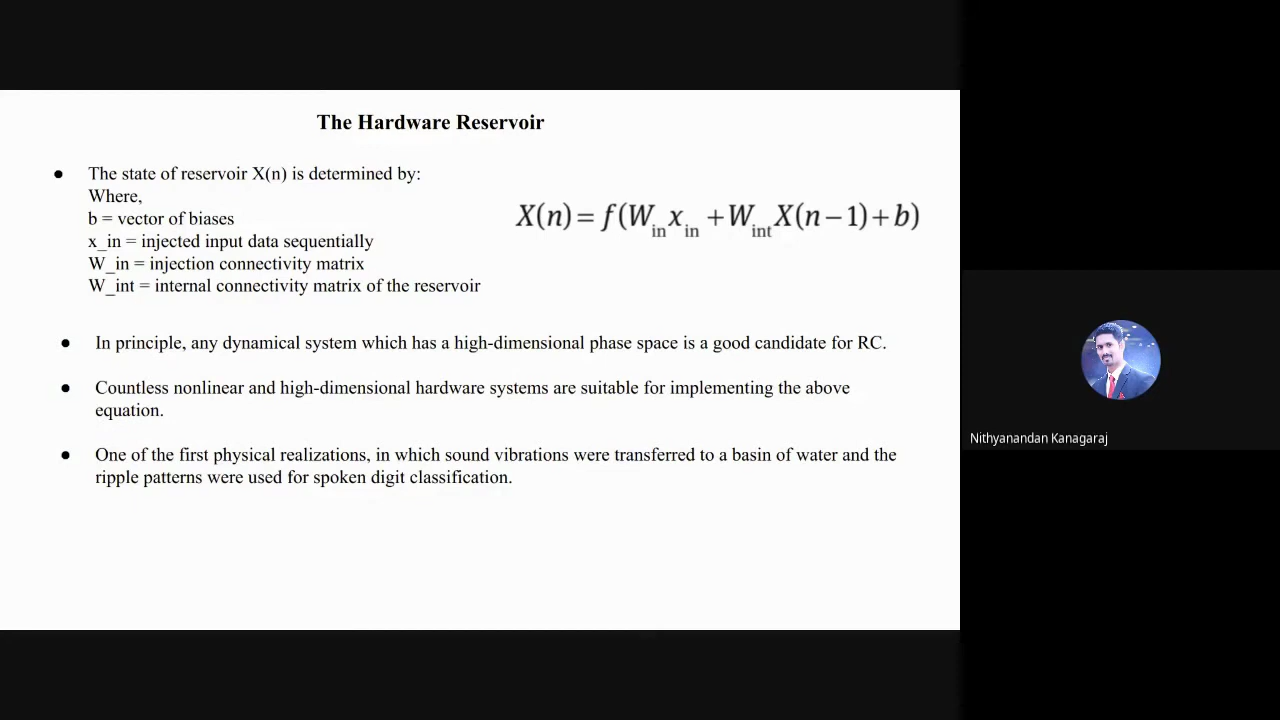 The Hardware Reservoir
● The state of reservoir X(n) is determined by:
Where,
b = vector of biases
x_in = injected input data sequentially
W_in = injection connectivity matrix
W_int = internal connectivity matrix of the reservoir
X(n)=f(W_in x_in +W_int X(n−1)+b)
● In principle, any dynamical system which has a high-dimensional phase space is a good candidate for RC.
● Countless nonlinear and high-dimensional hardware systems are suitable for implementing the above
equation.
● One of the first physical realizations, in which sound vibrations were transferred to a basin of water and the
ripple patterns were used for spoken digit classification.
Nithyanandan Kanagaraj